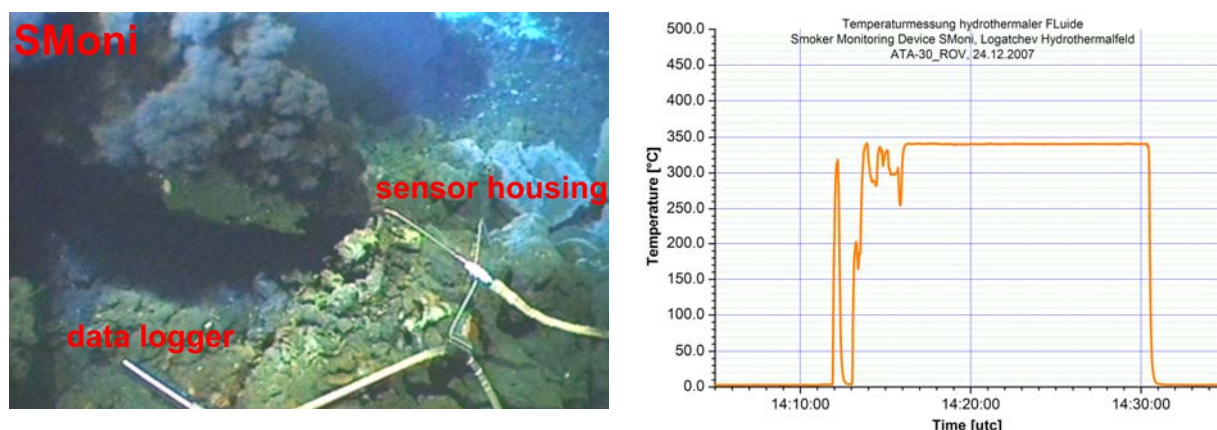 SMoni
sensor housing
data logger
Temperaturmessung hydrothermaler FLuide
Smoker Monitoring Device SMoni, Logatchev Hydrothermalfeld
ATA-30_ROV, 24.12.2007
500.0
450.0
400.0
350.0
300.0
250.0
200.0
150.0
100.0
50.0
0.0
Temperature [°C]
14:10:00 14:20:00 14:30:00
Time [utc]